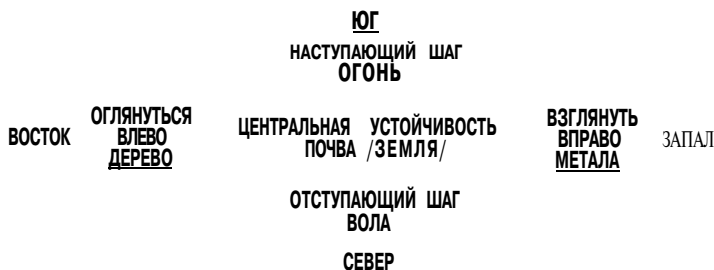 ЮГ
НАСТУПАЮЩИЙ ШАГ
ОГОНЬ
ВОСТОК
ОГЛЯНУТЬСЯ
ВЛЕВО
ДЕРЕВО
ЦЕНТРАЛЬНАЯ УСТОЙЧИВОСТЬ
ПОЧВА /ЗЕМЛЯ/
ВЗГЛЯНУТЬ
ВПРАВО
МЕТАЛА
ЗАПАЛ
ОТСТУПАЮЩИЙ ШАГ
ВОЛА
СЕВЕР